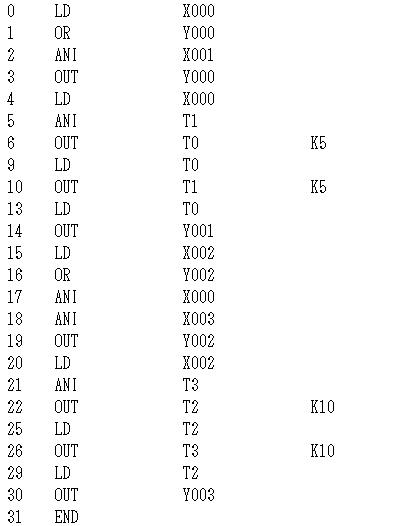 0 LD X000
1 OR Y000
2 ANI X001
3 OUT Y000
4 LD X000
5 ANI T1
6 OUT T0 K5
9 LD T0
10 OUT T1 K5
13 LD T0
14 OUT Y001
15 LD X002
16 OR Y002
17 ANI X000
18 ANI X003
19 OUT Y002
20 LD X002
21 ANI T3
22 OUT T2 K10
25 LD T2
26 OUT T3 K10
29 LD T2
30 OUT Y003
31 END